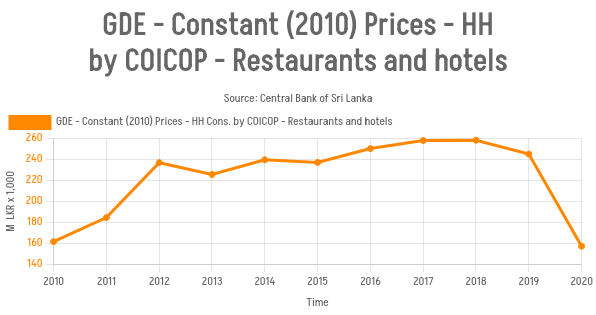 GDE - Constant (2010) Prices - HH
by COICOP - Restaurants and hotels
Source: Central Bank of Sri Lanka
GDE - Constant (2010) Prices - HH Cons. by COICOP - Restaurants and hotels
M LKR x 1,000
260
240
220
200
180
160
140
2010 2011 2012 2013 2014 2015 2016 2017 2018 2019 2020
Time